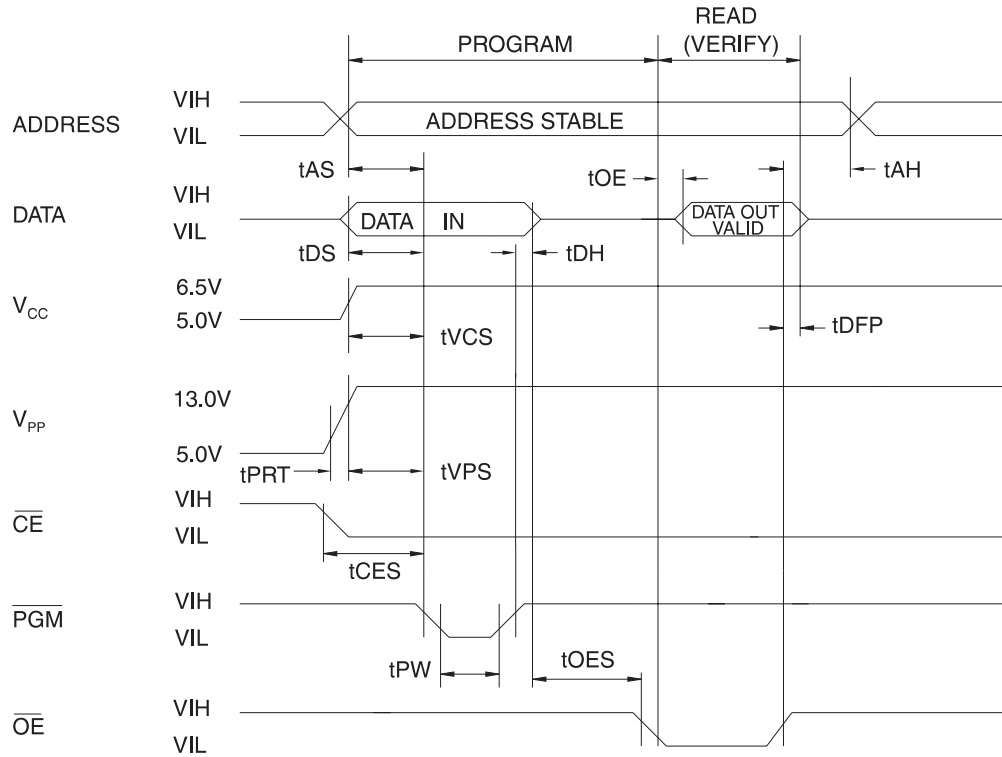 READ
PROGRAM (VERIFY)
ADDRESS VIH
VIL ADDRESS STABLE
tAS tOE tAH
DATA VIH
VIL DATA IN DATA OUT
VALID
tDS tDH
VCC 6.5V
5.0V
tVCS tDFP
VPP 13.0V
5.0V
tPRT tVPS
CE VIH
VIL
tCES
PGM VIH
VIL
tPW tOES
OE VIH
VIL